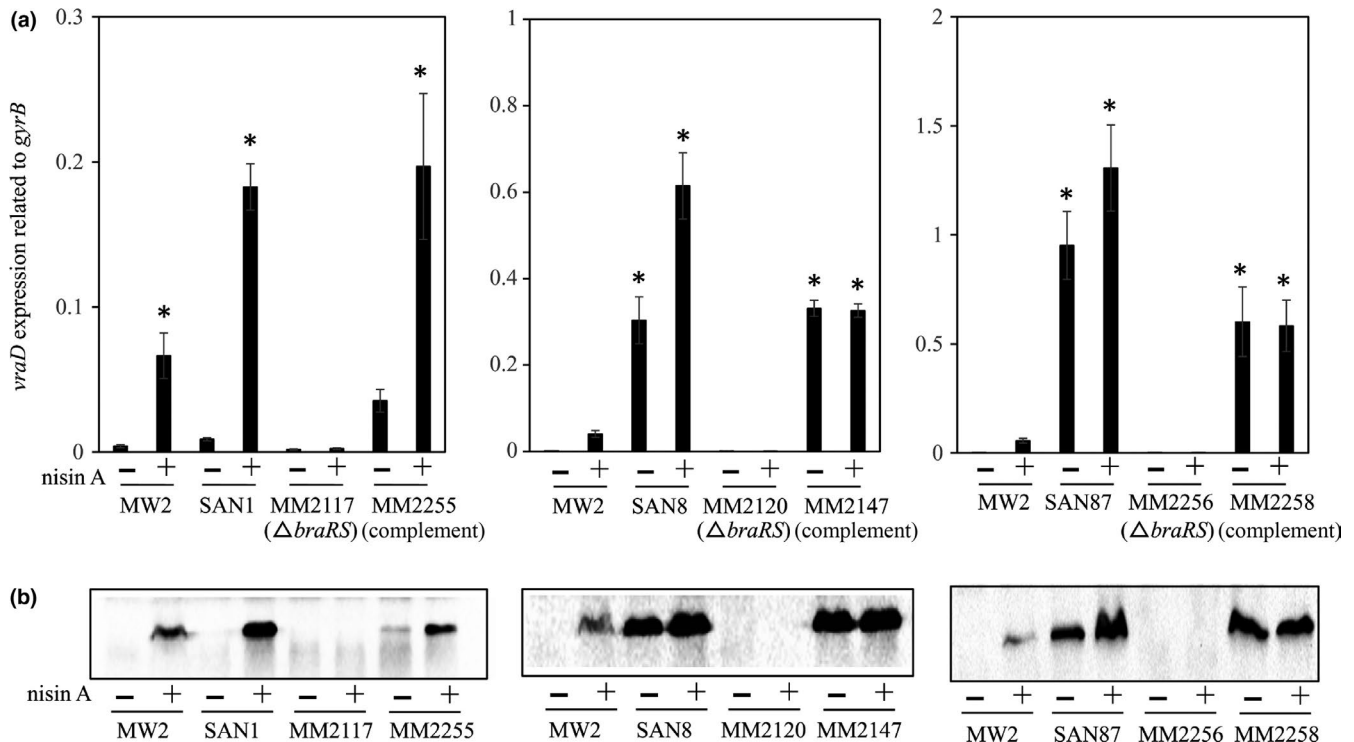 (a)
vraD expression related to gyrB
0.3
0.2
0.1
0
* * *
nisin A − + − + − + − +
MW2 SAN1 MM2117 MM2255
(△braRS) (complement)
1
0.8
0.6
0.4
0.2
0
* * * *
− + − + − + − +
MW2 SAN8 MM2120 MM2147
(△braRS) (complement)
2
1.5
1
0.5
0
* * * *
− + − + − + − +
MW2 SAN87 MM2256 MM2258
(△braRS) (complement)
(b)
nisin A − + − + − + − +
MW2 SAN1 MM2117 MM2255
− + − + − + − +
MW2 SAN8 MM2120 MM2147
− + − + − + − +
MW2 SAN87 MM2256 MM2258